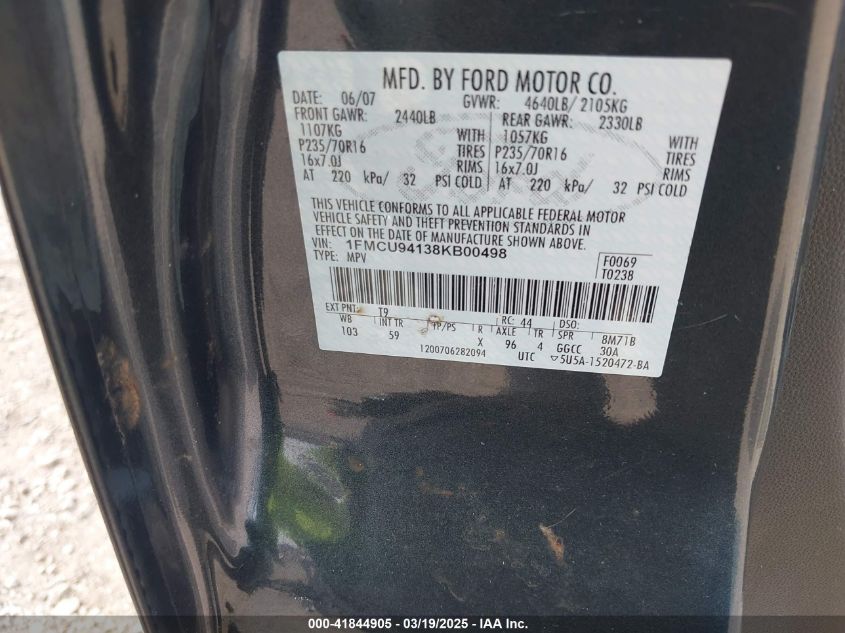 MFD. BY FORD MOTOR CO.
DATE: 06/07 GVWR: 4640LB/ 2105KG
FRONT GAWR: 2440LB REAR GAWR: 2330LB
1107KG WITH 1057KG WITH
P235/70R16 TIRES P235/70R16 TIRES
16x7.0J RIMS 16x7.0J RIMS
AT 220 kPa/ 32 PSI COLD AT 220 kPa/ 32 PSI COLD
THIS VEHICLE CONFORMS TO ALL APPLICABLE FEDERAL MOTOR
VEHICLE SAFETY AND THEFT PREVENTION STANDARDS IN
EFFECT ON THE DATE OF MANUFACTURE SHOWN ABOVE.
VIN: 1FMCU94138KB00498 F0069
TYPE: MPV T0238
EXT PNT: T9 RC: 44 DSO:
WB INT TR TP/PS R AXLE TR SPR 8M71B
103 59 X 96 4 GGCC 30A
1200706282094 UTC 5U5A-1520472-BA
000-41844905 - 03/19/2025 - IAA Inc.